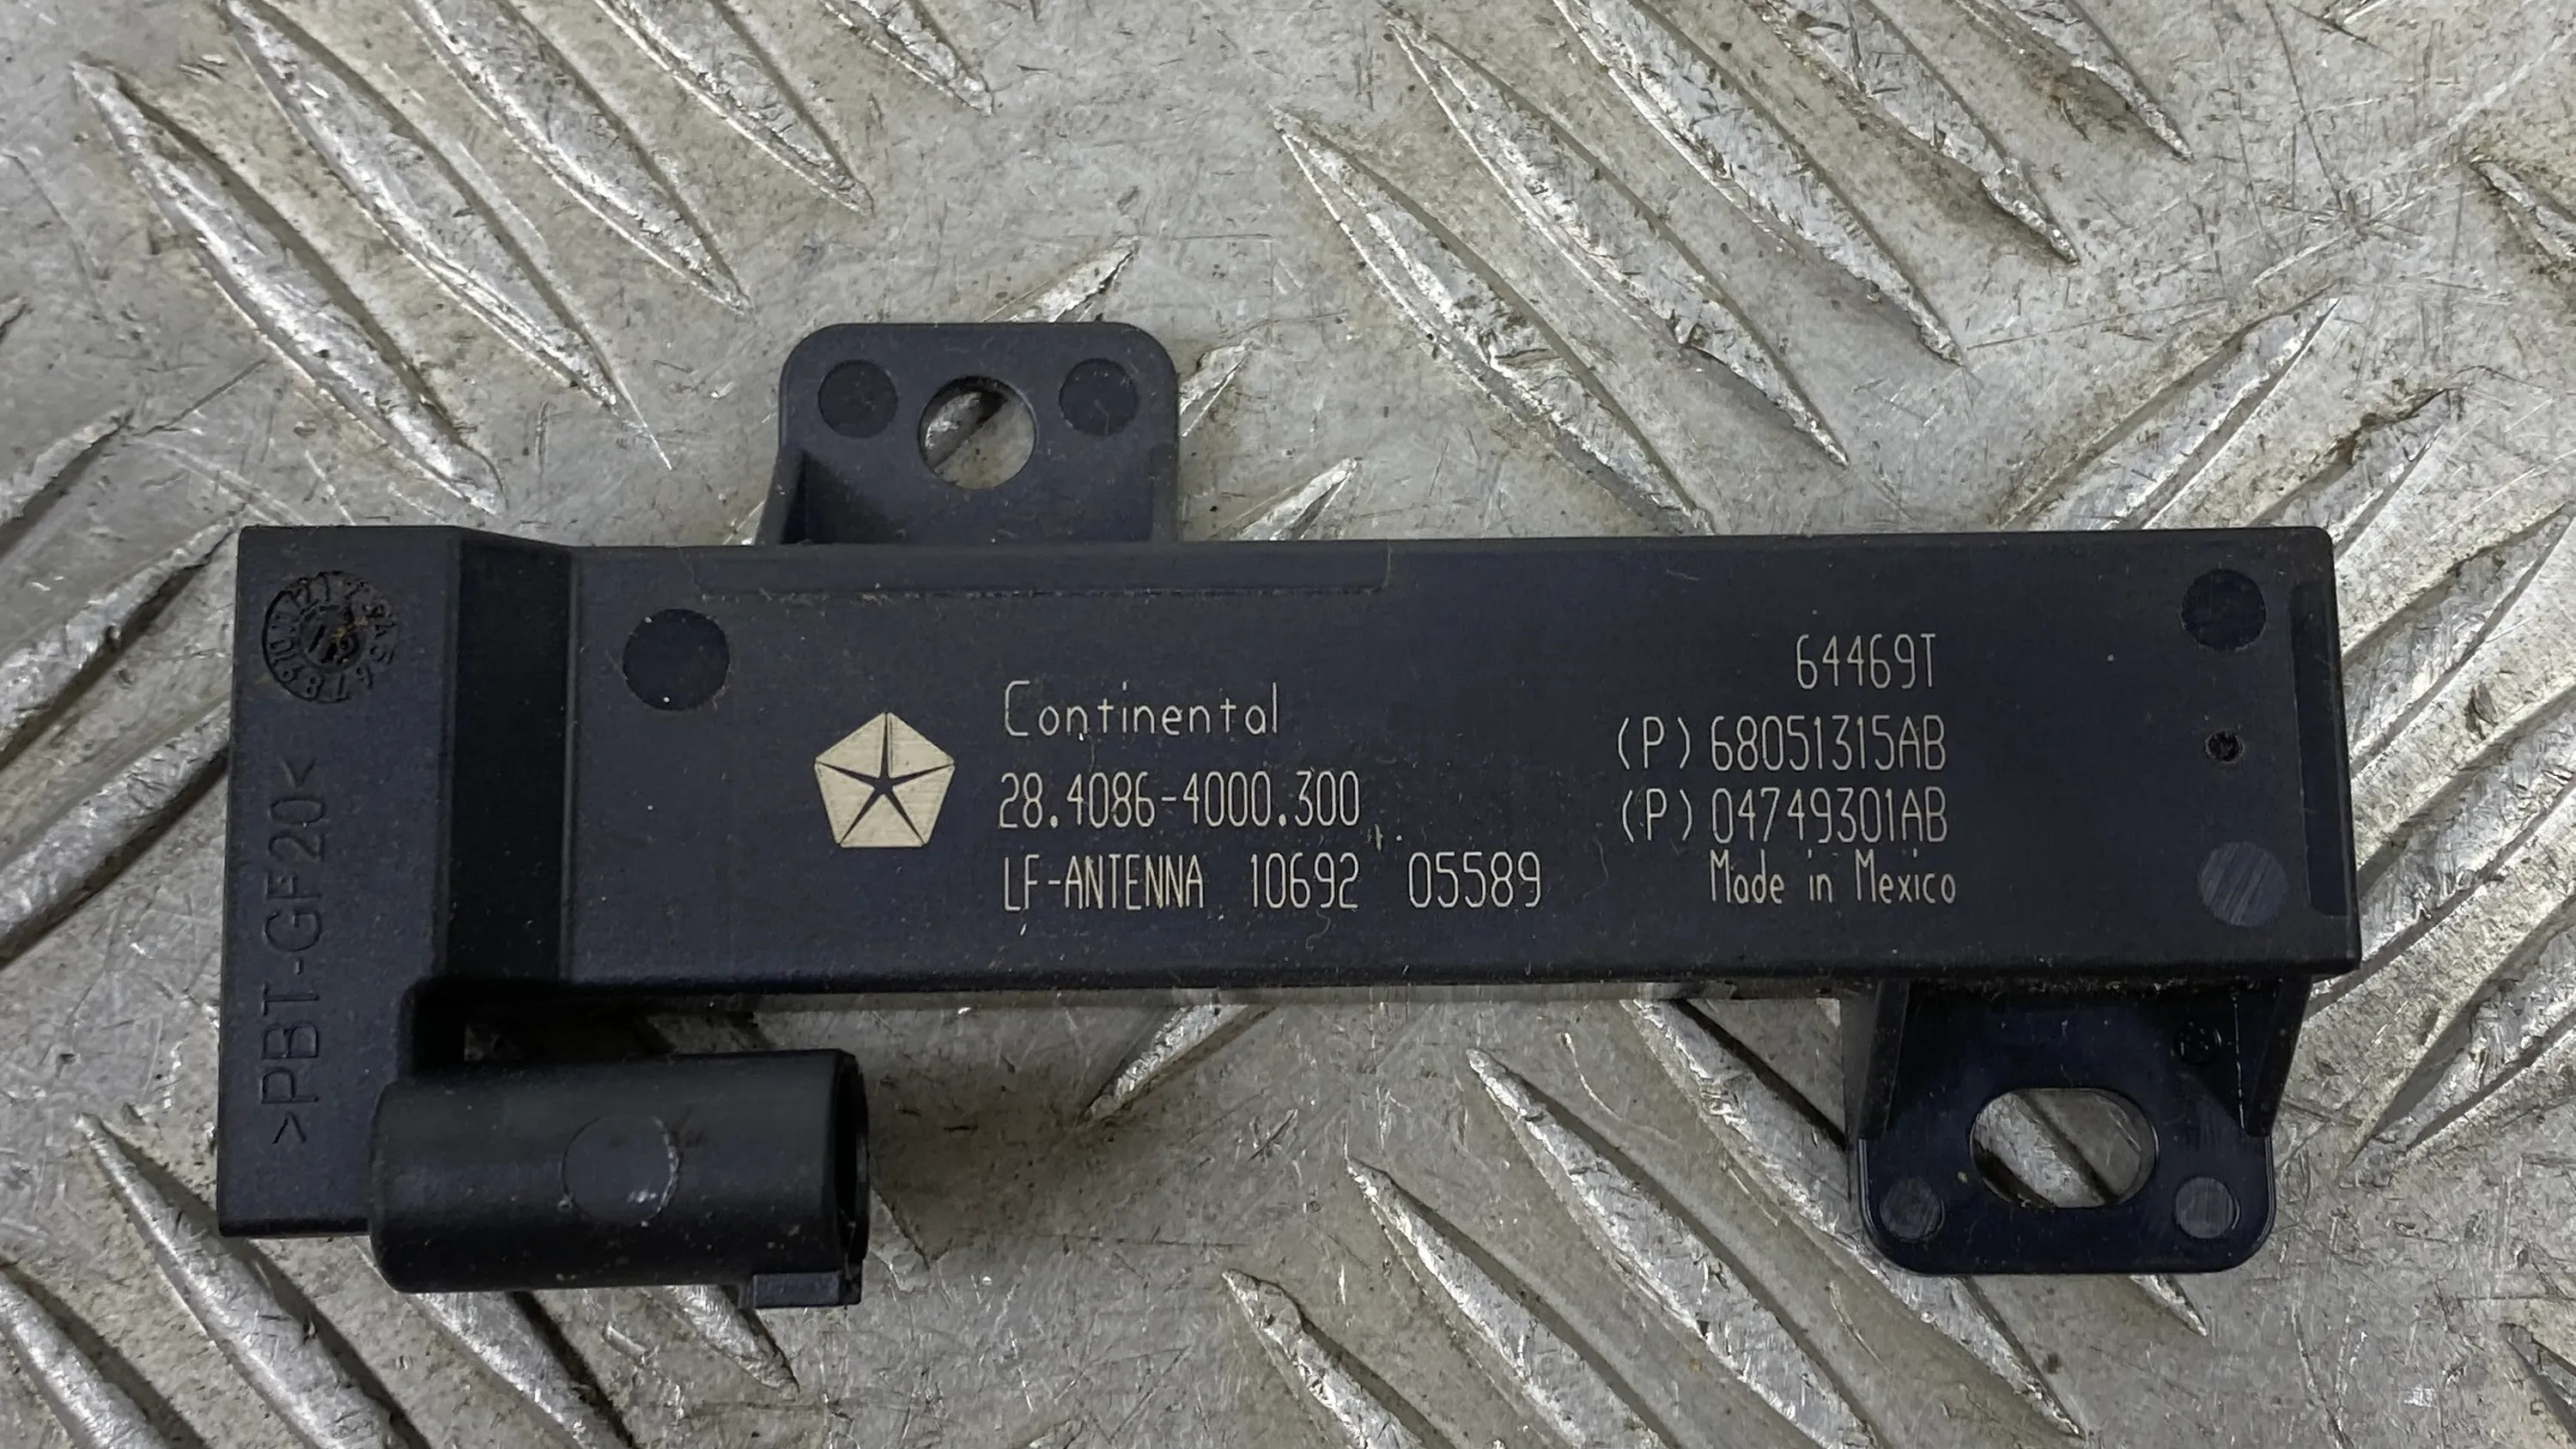 >PBT-GF20<
Continental
28.4086-4000.300
LF-ANTENNA 10692 05589
64469T
(P)68051315AB
(P)04749301AB
Made in Mexico